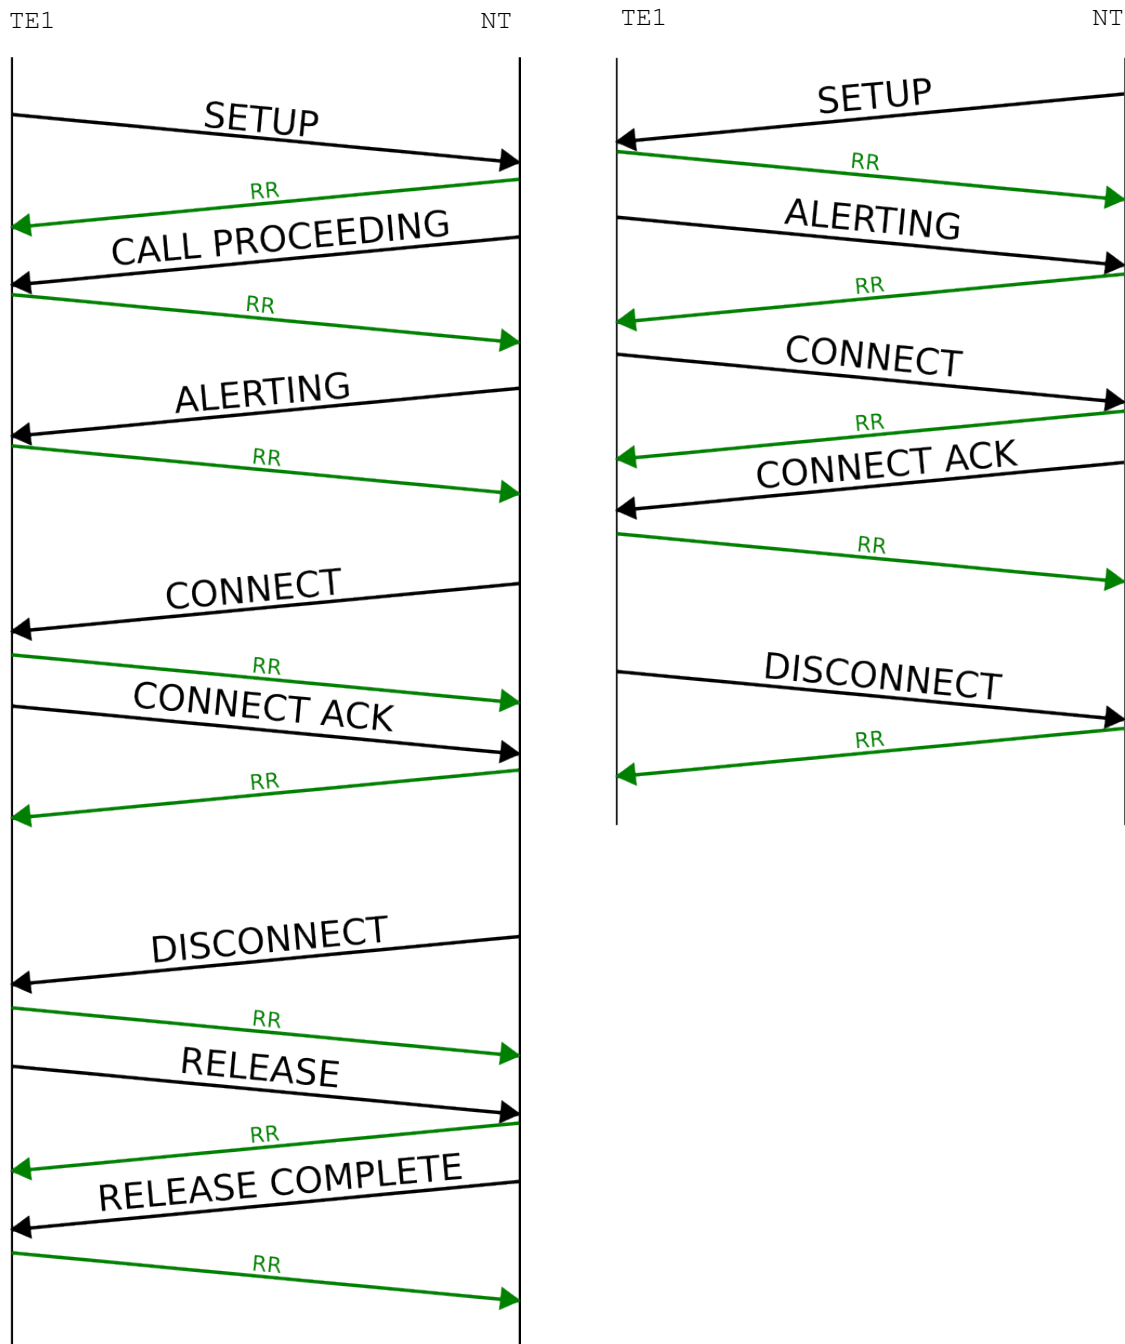 TE1 NT
SETUP
RR
CALL PROCEEDING
RR
ALERTING
RR
CONNECT
RR
CONNECT ACK
RR
DISCONNECT
RR
RELEASE
RR
RELEASE COMPLETE
RR
TE1 NT
SETUP
RR
ALERTING
RR
CONNECT
RR
CONNECT ACK
RR
DISCONNECT
RR